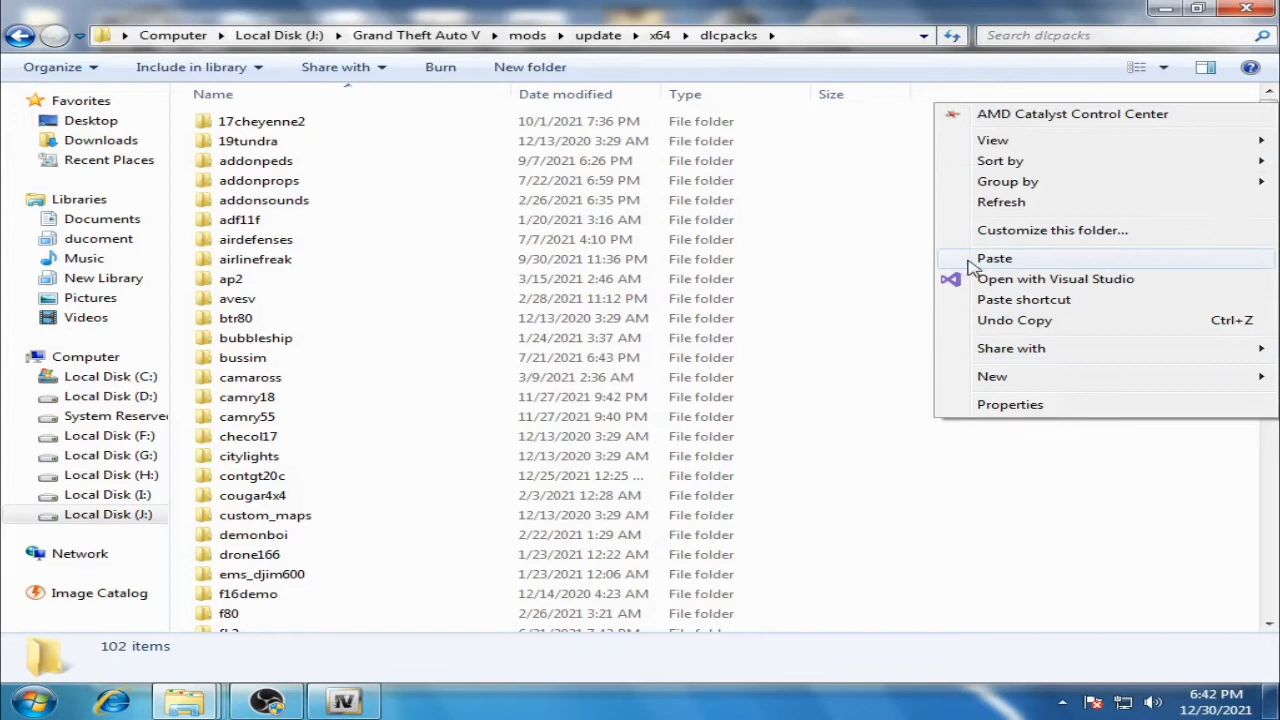 Computer Local Disk (J:) Grand Theft Auto V mods update x64 dlcpacks Search dlcpacks
Organize Include in library Share with Burn New folder
Favorites
Desktop
Downloads
Recent Places
Libraries
Documents
ducoment
Music
New Library
Pictures
Videos
Computer
Local Disk (C:)
Local Disk (D:)
System Reserve
Local Disk (F:)
Local Disk (G:)
Local Disk (H:)
Local Disk (I:)
Local Disk (J:)
Network
Image Catalog
Name Date modified Type Size
17cheyenne2 10/1/2021 7:36 PM File folder
19tundra 12/13/2020 3:29 AM File folder
addonpeds 9/7/2021 6:26 PM File folder
addonprops 7/22/2021 6:59 PM File folder
addonsounds 2/26/2021 6:35 PM File folder
adf11f 1/20/2021 3:16 AM File folder
airdefenses 7/7/2021 4:10 PM File folder
airlinefreak 9/30/2021 11:36 PM File folder
ap2 3/15/2021 2:46 AM File folder
avesv 2/28/2021 11:12 PM File folder
btr80 12/13/2020 3:29 AM File folder
bubbleship 1/24/2021 3:37 AM File folder
bussim 7/21/2021 6:43 PM File folder
camaross 3/9/2021 2:36 AM File folder
camry18 11/27/2021 9:42 PM File folder
camry55 11/27/2021 9:40 PM File folder
checol17 12/13/2020 3:29 AM File folder
citylights 12/13/2020 3:29 AM File folder
contgt20c 12/25/2021 12:25 ... File folder
cougar4x4 2/3/2021 12:28 AM File folder
custom_maps 12/13/2020 3:29 AM File folder
demonboi 2/22/2021 1:29 AM File folder
drone166 1/23/2021 12:22 AM File folder
ems_djim600 1/23/2021 12:06 AM File folder
f16demo 12/14/2020 4:23 AM File folder
f80 2/26/2021 3:21 AM File folder
AMD Catalyst Control Center
View
Sort by
Group by
Refresh
Customize this folder...
Paste
Open with Visual Studio
Paste shortcut
Undo Copy Ctrl+Z
Share with
New
Properties
102 items
IV
6:42 PM
12/30/2021